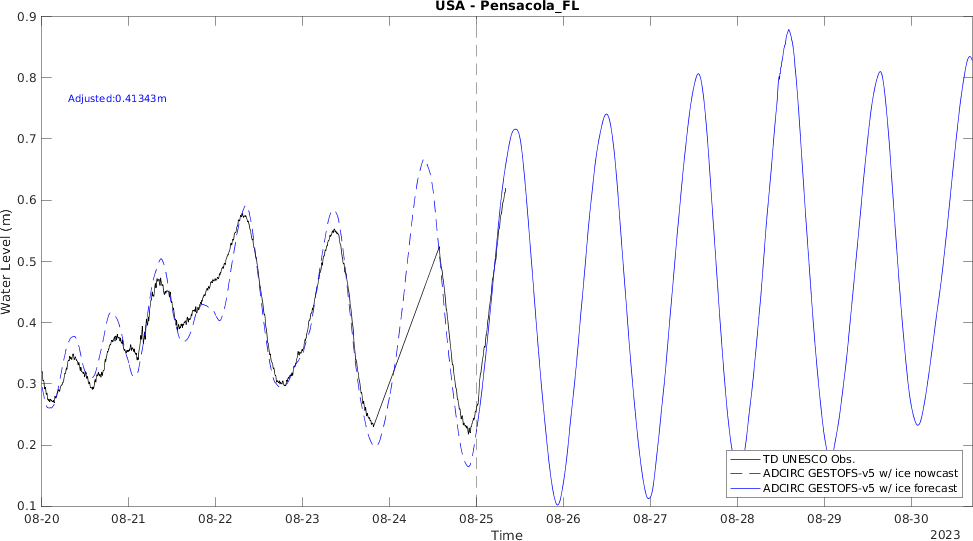 USA - Pensacola_FL
0.9
0.8
0.7
0.6
0.5
0.4
0.3
0.2
0.1
Water Level (m)
Adjusted:0.41343m
TD UNESCO Obs.
ADCIRC GESTOFS-v5 w/ ice nowcast
ADCIRC GESTOFS-v5 w/ ice forecast
08-20 08-21 08-22 08-23 08-24 08-25 08-26 08-27 08-28 08-29 08-30
Time
2023